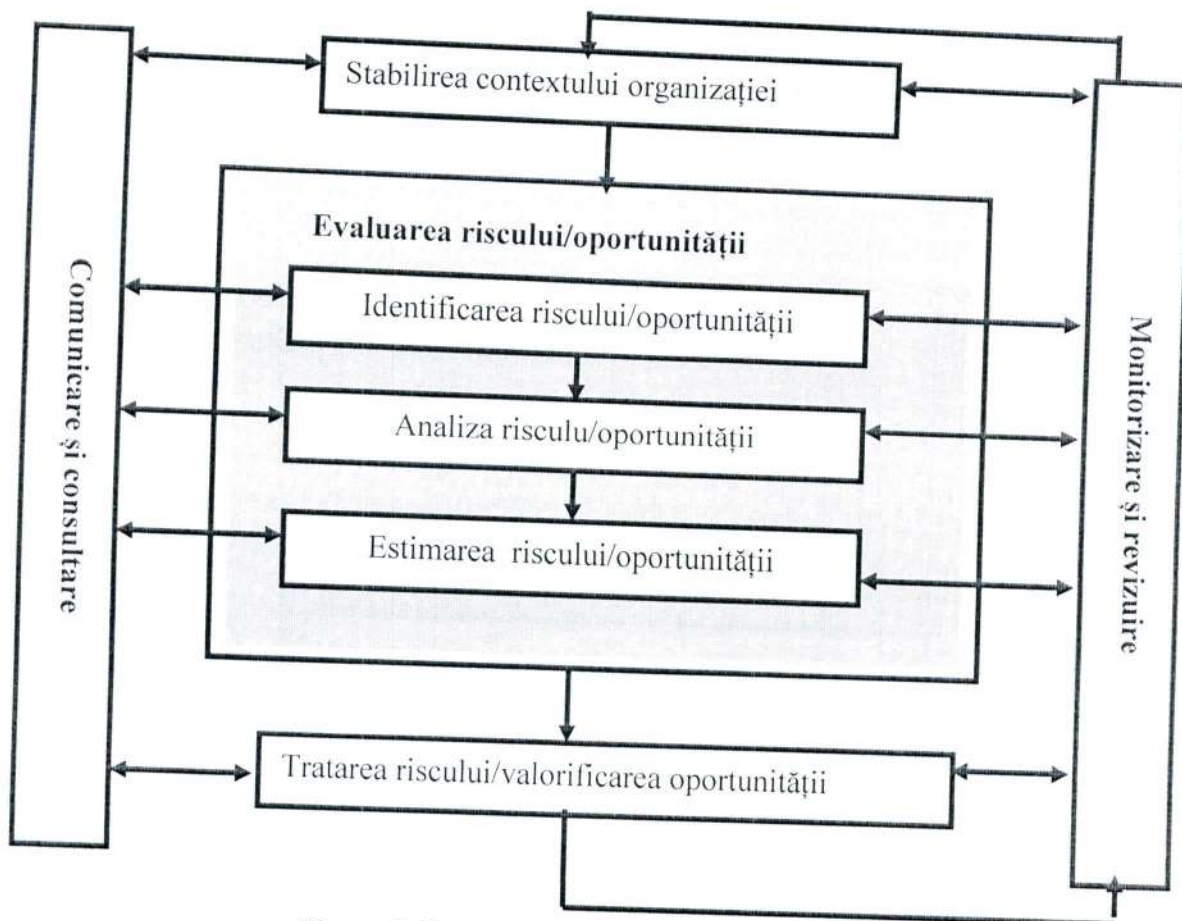 Stabilirea contextului organizației
Evaluarea riscului/oportunității
Identificarea riscului/oportunității
Analiza risculu/oportunității
Estimarea riscului/oportunității
Tratarea riscului/valorificarea oportunității
Comunicare și consultare
Monitorizare și revizuire